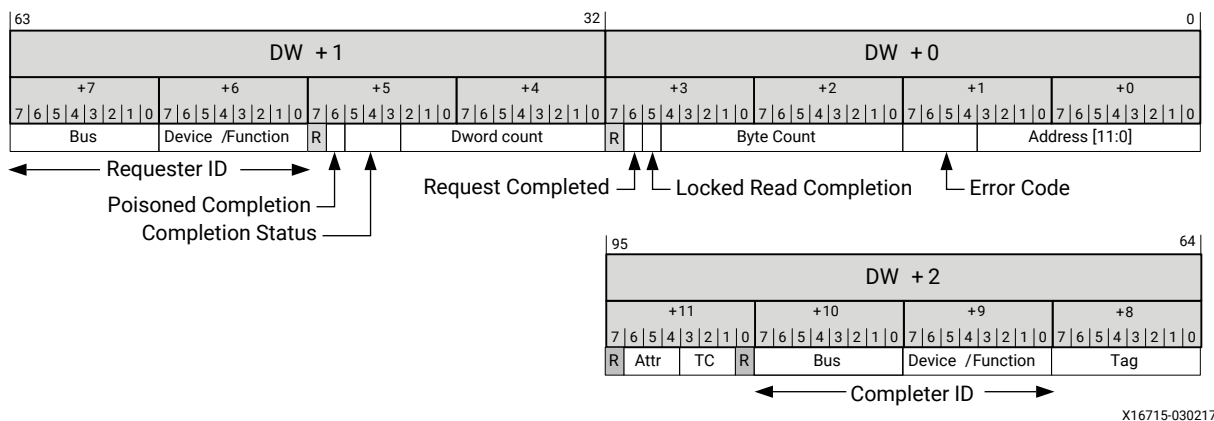 63 32 0
DW +1 DW +0
+7 +6 +5 +4 +3 +2 +1 +0
7 6 5 4 3 2 1 0 7 6 5 4 3 2 1 0 7 6 5 4 3 2 1 0 7 6 5 4 3 2 1 0 7 6 5 4 3 2 1 0 7 6 5 4 3 2 1 0 7 6 5 4 3 2 1 0 7 6 5 4 3 2 1 0
Bus Device /Function R Dword count R Byte Count Address [11:0]
Requester ID Request Completed Locked Read Completion Error Code
Poisoned Completion
Completion Status
95 64
DW +2
+11 +10 +9 +8
7 6 5 4 3 2 1 0 7 6 5 4 3 2 1 0 7 6 5 4 3 2 1 0 7 6 5 4 3 2 1 0
R Attr TC R Bus Device /Function Tag
Completer ID
X16715-030217